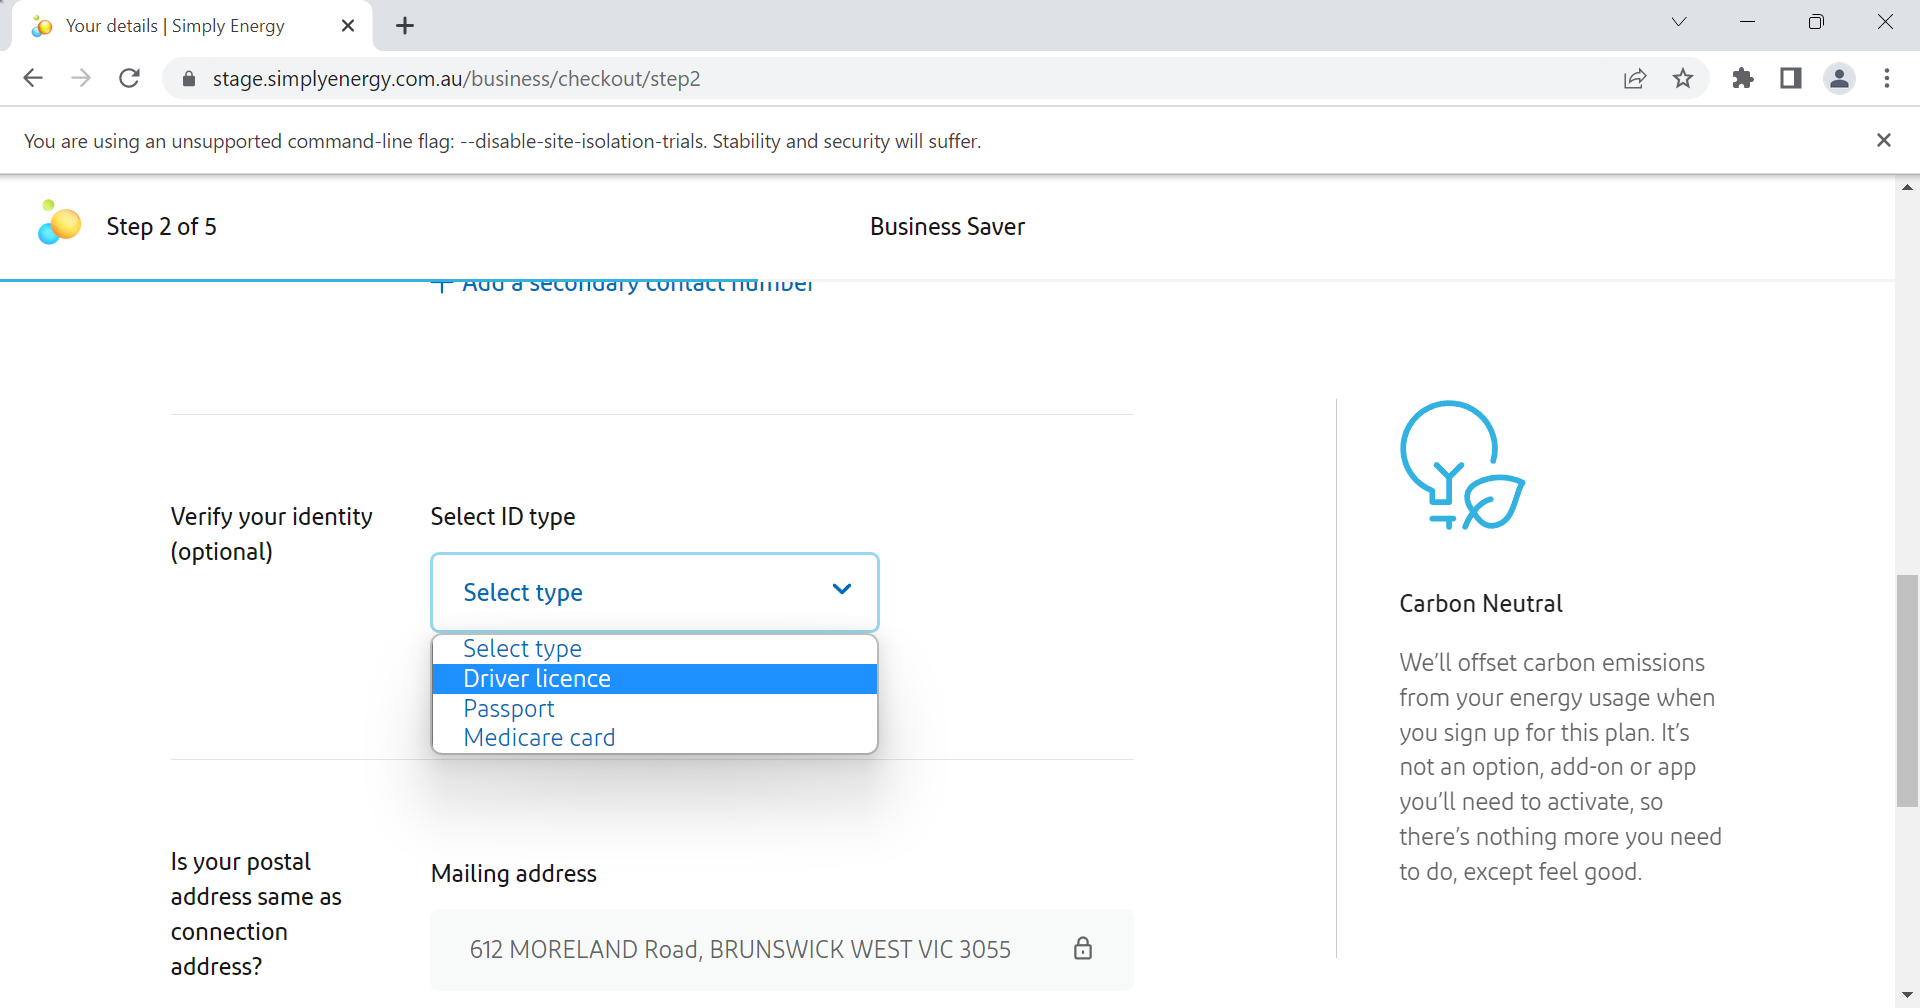 Your details | Simply Energy
stage.simplyenergy.com.au/business/checkout/step2
You are using an unsupported command-line flag: --disable-site-isolation-trials. Stability and security will suffer.
Step 2 of 5
Business Saver
Add a secondary contact number
Verify your identity
(optional)
Select ID type
Select type
Select type
Driver licence
Passport
Medicare card
Is your postal
address same as
connection
address?
Mailing address
612 MORELAND Road, BRUNSWICK WEST VIC 3055
Carbon Neutral
We'll offset carbon emissions
from your energy usage when
you sign up for this plan. It's
not an option, add-on or app
you'll need to activate, so
there's nothing more you need
to do, except feel good.